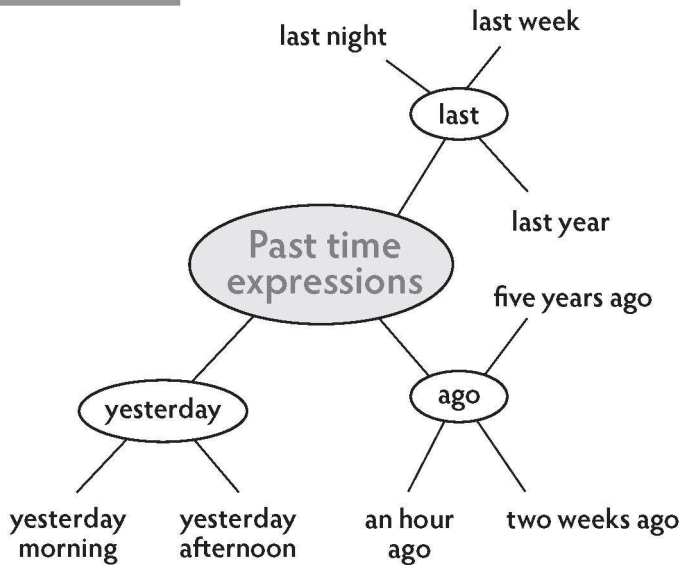 last night
last week
last
last year
Past time
expressions
five years ago
ago
yesterday
yesterday
morning
yesterday
afternoon
an hour
ago
two weeks ago